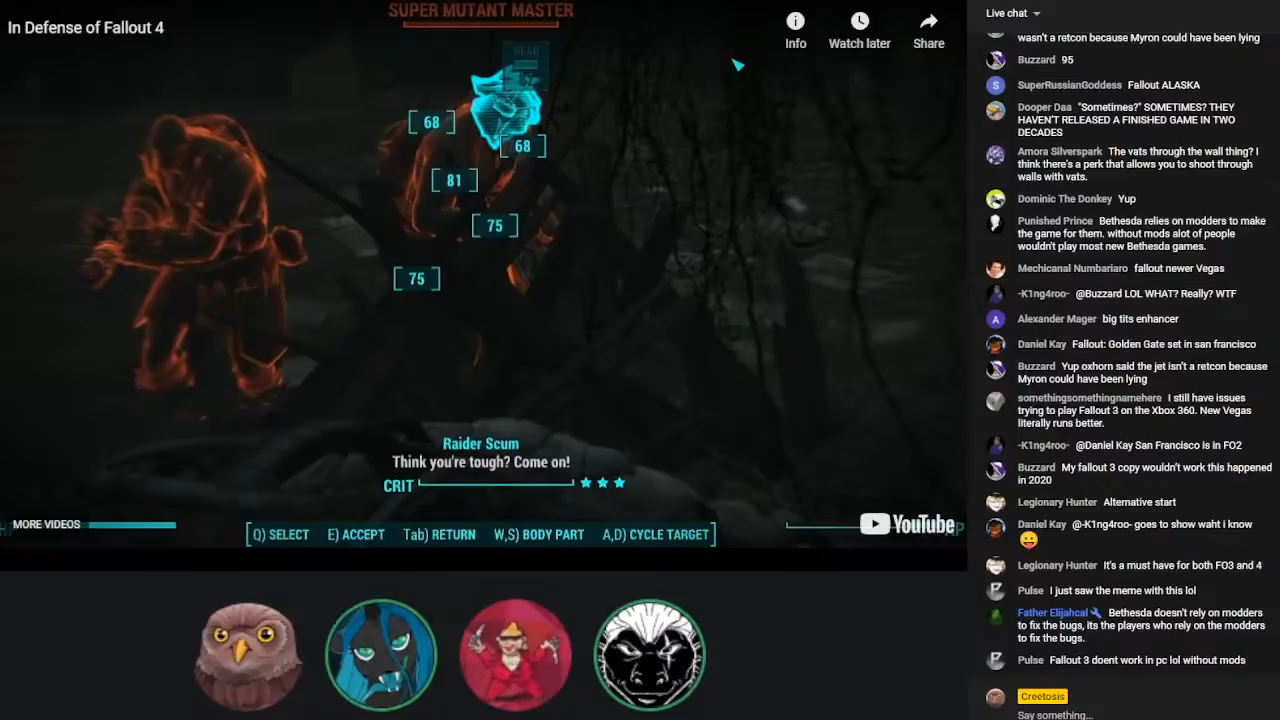 SUPER MUTANT MASTER
In Defense of Fallout 4
Info
Watch later
Share
HEAD
68
68
81
75
75
Raider Scum
Think you're tough? Come on!
CRIT
MORE VIDEOS
Q) SELECT E) ACCEPT Tab) RETURN W,S) BODY PART A,D) CYCLE TARGET
YouTube
Live chat
wasn't a retcon because Myron could have been lying
Buzzard 95
SuperRussianGoddess Fallout ALASKA
Dooper Daa "Sometimes?" SOMETIMES? THEY
HAVEN'T RELEASED A FINISHED GAME IN TWO
DECADES
Amora Silverspark The vats through the wall thing? I
think there's a perk that allows you to shoot through
walls with vats.
Dominic The Donkey Yup
Punished Prince Bethesda relies on modders to make
the game for them. without mods alot of people
wouldn't play most new Bethesda games.
Mechicanal Numbariaro fallout newer Vegas
-K1ng4roo- @Buzzard LOL WHAT? Really? WTF
A
Alexander Mager big tits enhancer
Daniel Kay Fallout: Golden Gate set in san francisco
Buzzard Yup oxhorn said the jet isn't a retcon because
Myron could have been lying
somethingsomethingnamehere I still have issues
trying to play Fallout 3 on the Xbox 360. New Vegas
literally runs better.
-K1ng4roo- @Daniel Kay San Francisco is in FO2
Buzzard My fallout 3 copy wouldn't work this happened
in 2020
Legionary Hunter Alternative start
Daniel Kay @-K1ng4roo- goes to show waht i know
😛
Legionary Hunter It's a must have for both FO3 and 4
Pulse I just saw the meme with this lol
Father Elijahcal Bethesda doesn't rely on modders
to fix the bugs, its the players who rely on the modders
to fix the bugs.
Pulse Fallout 3 doent work in pc lol without mods
Creetosis
Say something...